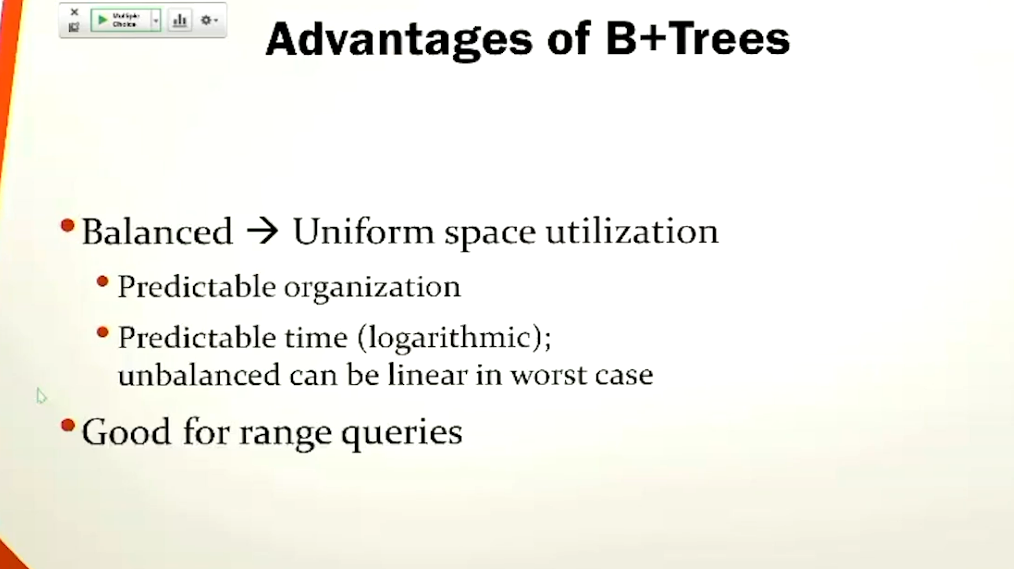 Multiple
Choice
Advantages of B+Trees
•Balanced → Uniform space utilization
• Predictable organization
• Predictable time (logarithmic);
unbalanced can be linear in worst case
•Good for range queries